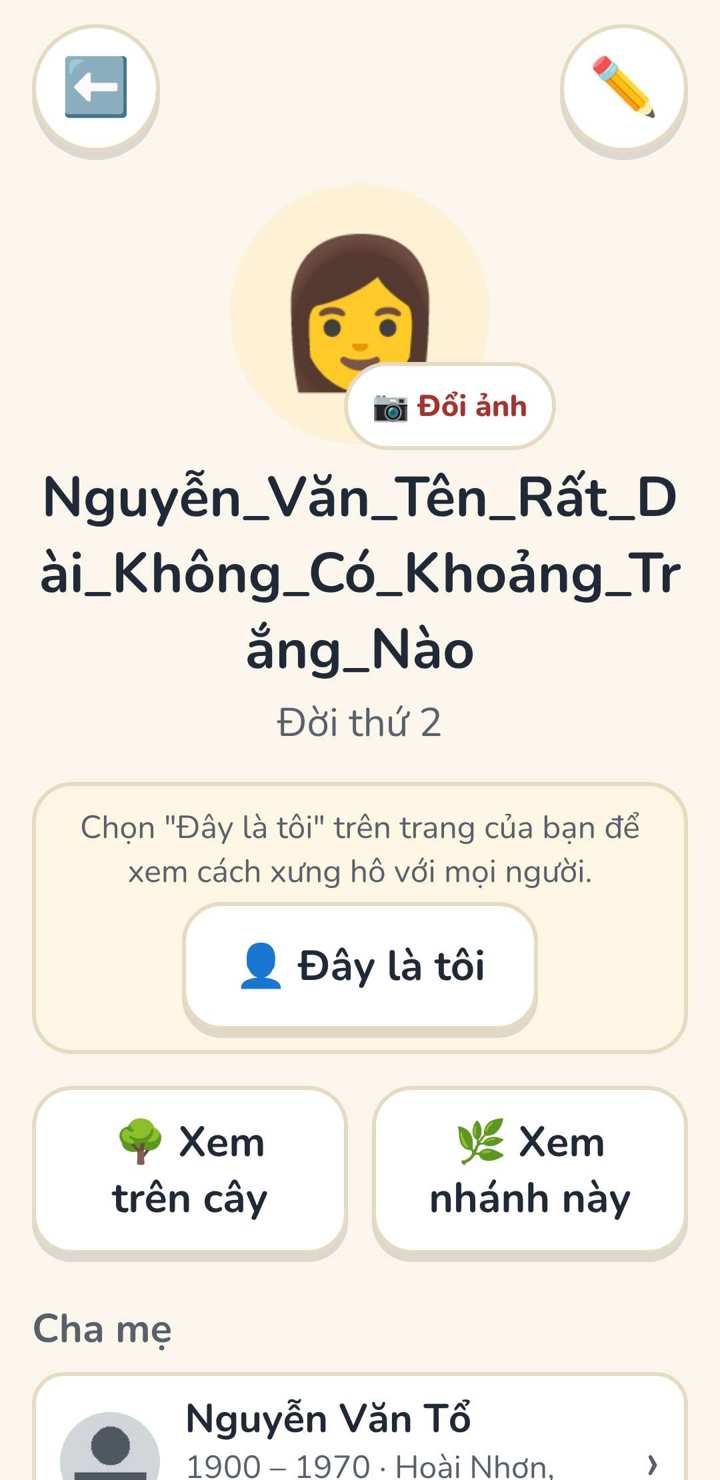 Đổi ảnh
Nguyễn_Văn_Tên_Rất_D
ài_Không_Có_Khoảng_Tr
ắng_Nào
Đời thứ 2
Chọn "Đây là tôi" trên trang của bạn để
xem cách xưng hô với mọi người.
Đây là tôi
Xem
trên cây
Xem
nhánh này
Cha mẹ
Nguyễn Văn Tổ
1900 – 1970 · Hoài Nhơn,